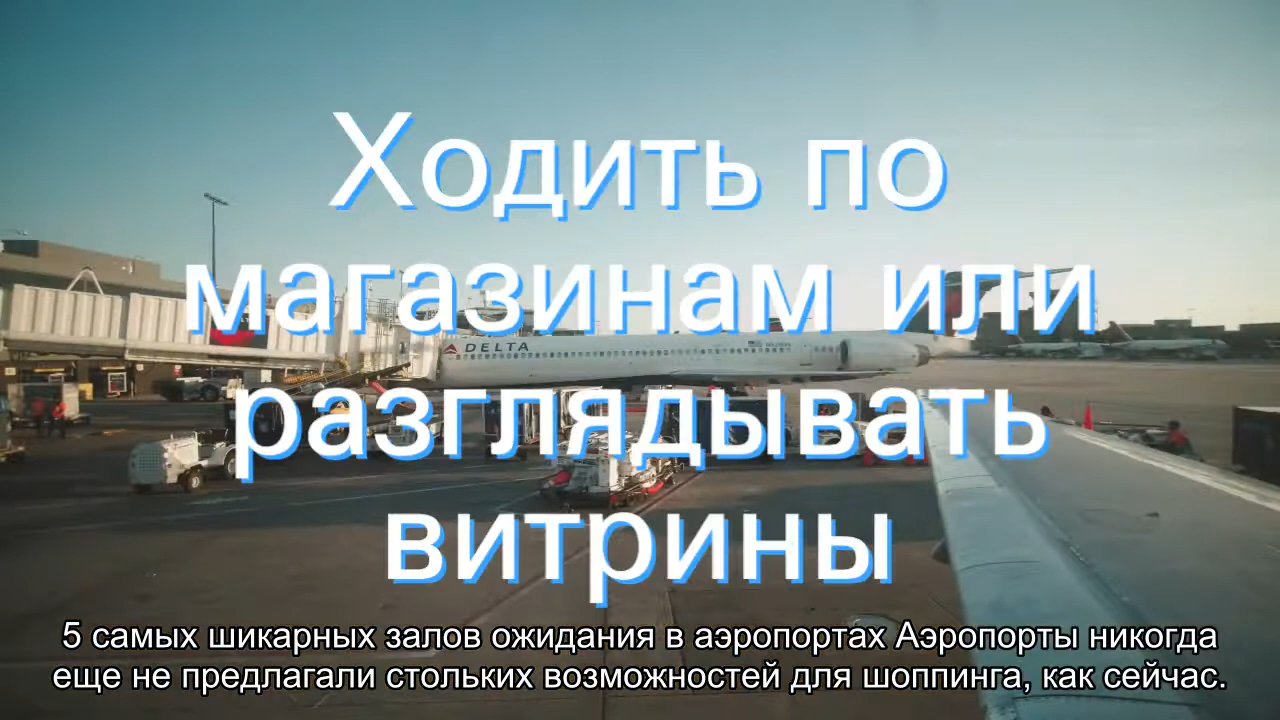 Ходить по
магазинам или
разглядывать
витрины
DELTA
5 самых шикарных залов ожидания в аэропортах Аэропорты никогда
еще не предлагали стольких возможностей для шоппинга, как сейчас.